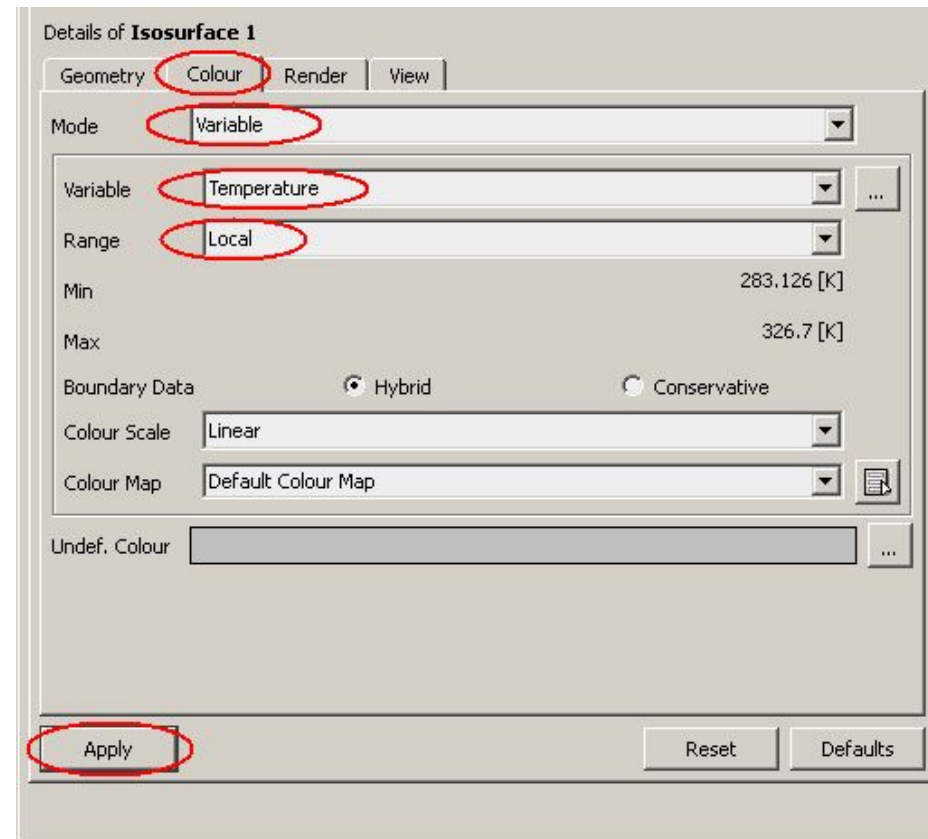 Details of Isosurface 1
Geometry Colour Render View
Mode Variable
Variable Temperature ...
Range Local
Min 283.126 [K]
Max 326.7 [K]
Boundary Data Hybrid Conservative
Colour Scale Linear
Colour Map Default Colour Map
Undef. Colour ...
Apply Reset Defaults